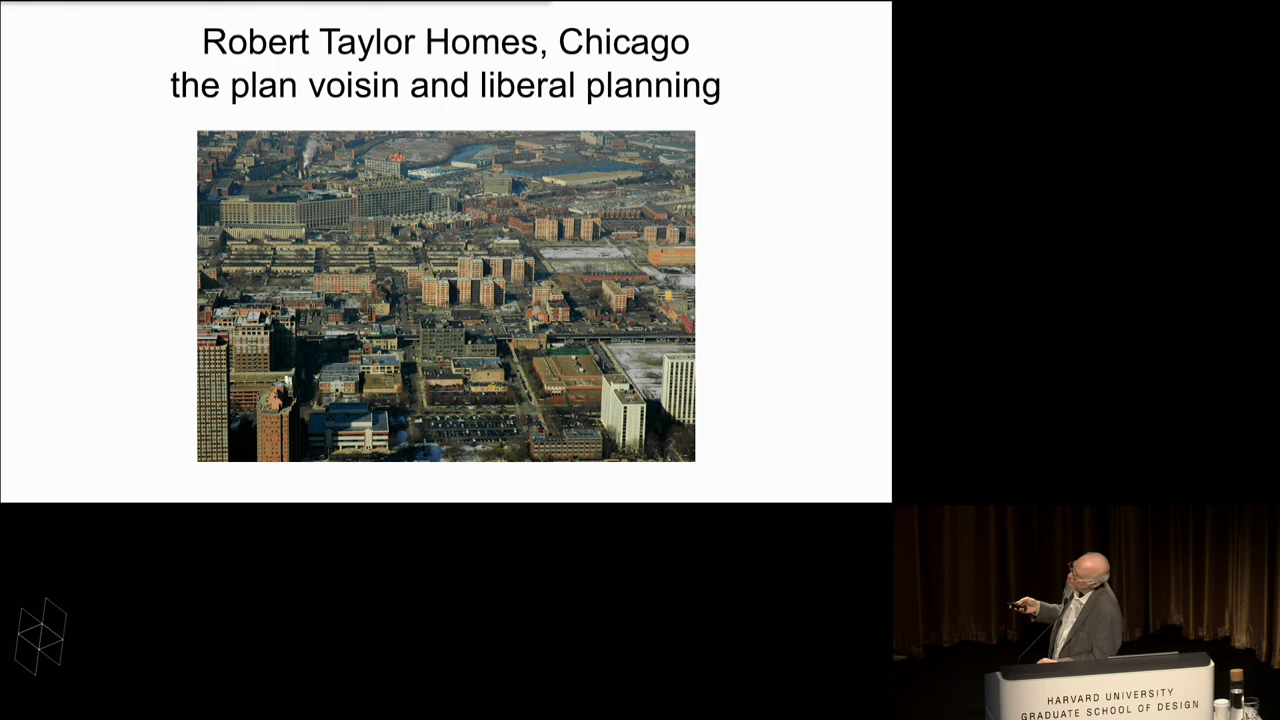 Robert Taylor Homes, Chicago
the plan voisin and liberal planning
HARVARD UNIVERSITY
GRADUATE SCHOOL OF DESIGN